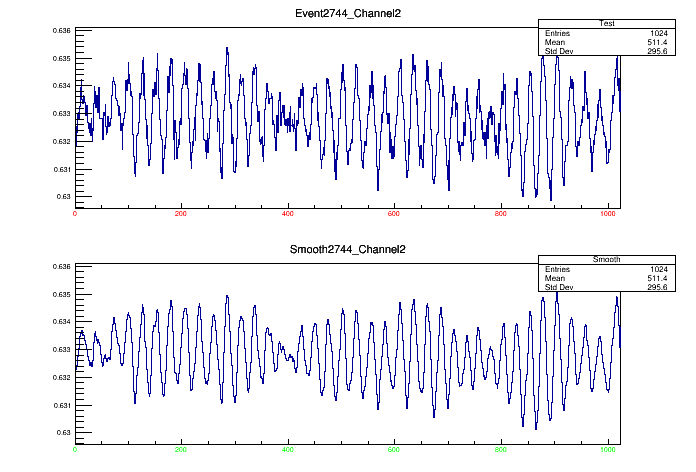 Event2744_Channel2
Test
Entries 1024
Mean 511.4
Std Dev 295.6
0.636
0.635
0.634
0.633
0.632
0.631
0.63
0 200 400 600 800 1000
Smooth2744_Channel2
Smooth
Entries 1024
Mean 511.4
Std Dev 295.6
0.636
0.635
0.634
0.633
0.632
0.631
0.63
0 200 400 600 800 1000